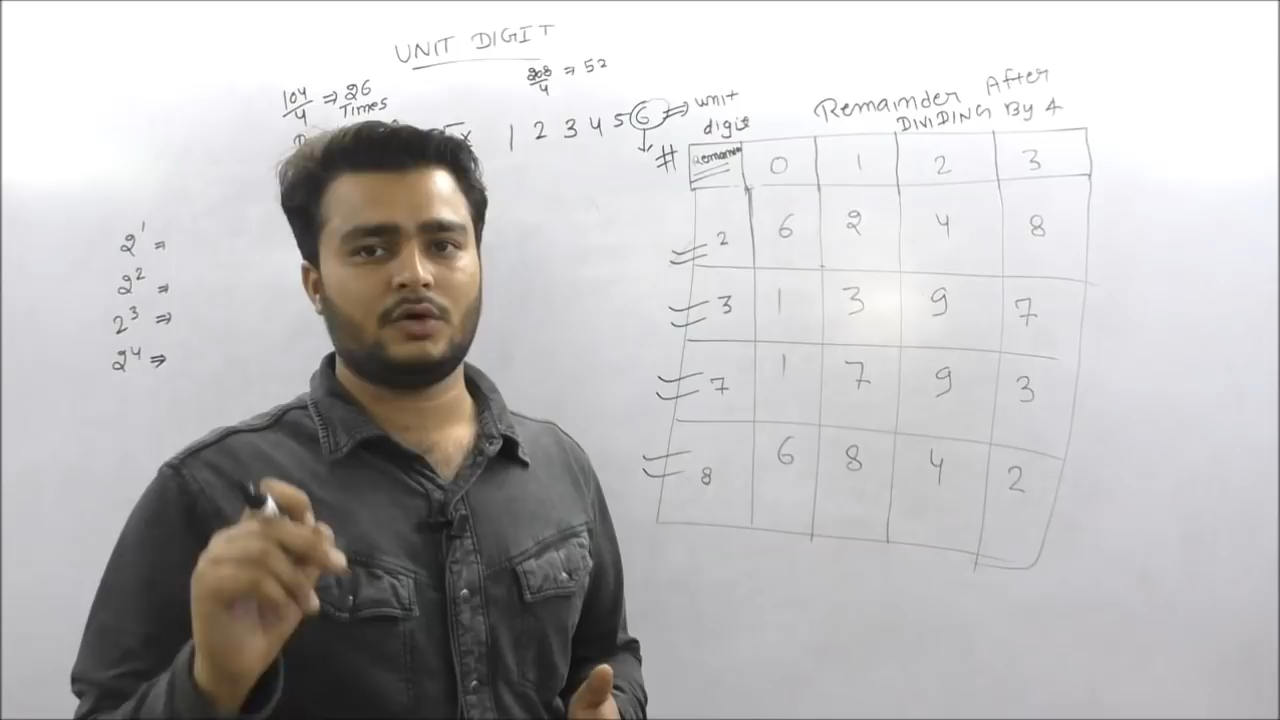 UNIT DIGIT
104/4 ⇒ 26 Times
208/4 ⇒ 52
1 2 3 4 5 6 ⇒ unit digit
Remainder After
DIVIDING By 4
# Remainder 0 1 2 3
2 6 2 4 8
3 1 3 9 7
7 1 7 9 3
8 6 8 4 2
2¹ =
2² =
2³ ⇒
2⁴ ⇒